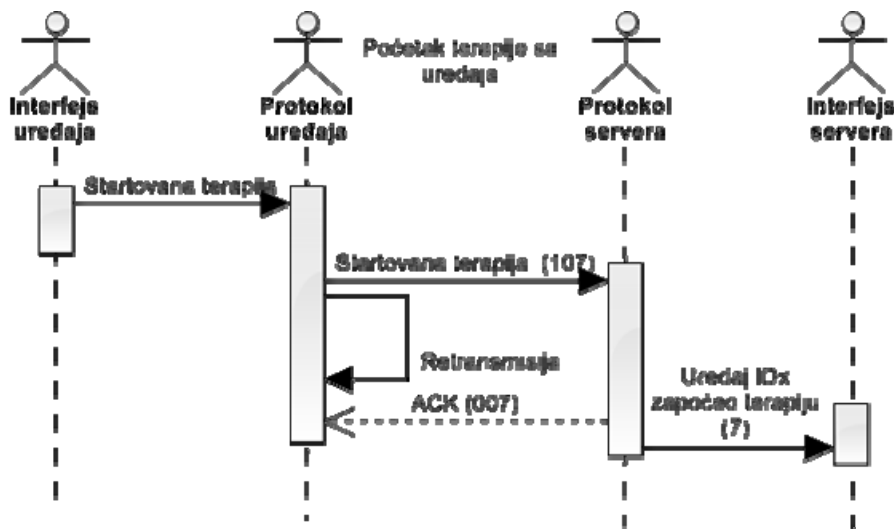 Početak terapije sa
uređaja
Interfejs
uređaja
Protokol
uređaja
Protokol
servera
Interfejs
servera
Startovana terapija
Startovana terapija (107)
Retransmisija
ACK (007)
Uređaj IDx
započeo terapiju
(7)